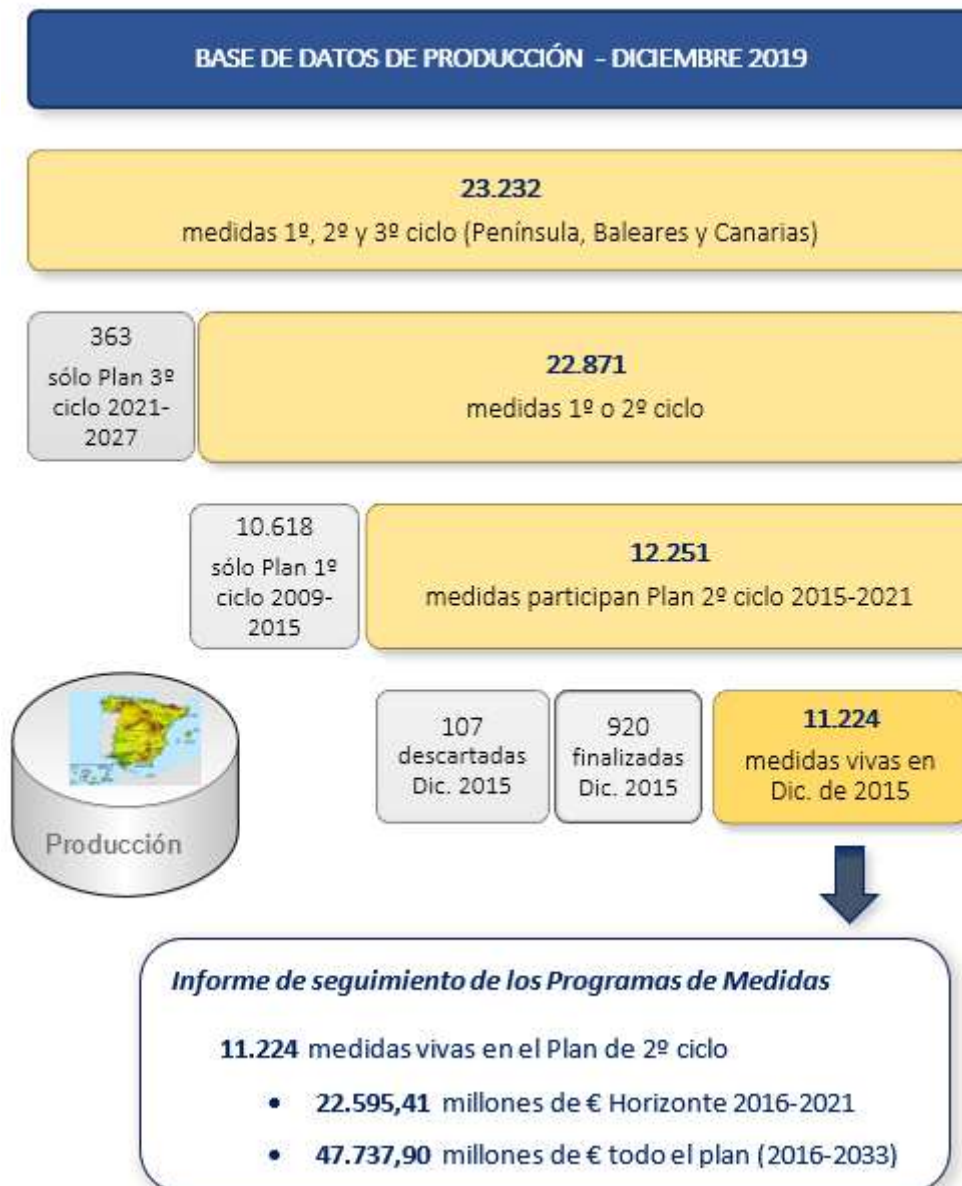 BASE DE DATOS DE PRODUCCIÓN - DICIEMBRE 2019
23.232
medidas 1º, 2º y 3º ciclo (Península, Baleares y Canarias)
363
sólo Plan 3º
ciclo 2021-
2027
22.871
medidas 1º o 2º ciclo
10.618
sólo Plan 1º
ciclo 2009-
2015
12.251
medidas participan Plan 2º ciclo 2015-2021
107
descartadas
Dic. 2015
920
finalizadas
Dic. 2015
11.224
medidas vivas en
Dic. de 2015
Producción
Informe de seguimiento de los Programas de Medidas
11.224 medidas vivas en el Plan de 2º ciclo
• 22.595,41 millones de € Horizonte 2016-2021
• 47.737,90 millones de € todo el plan (2016-2033)